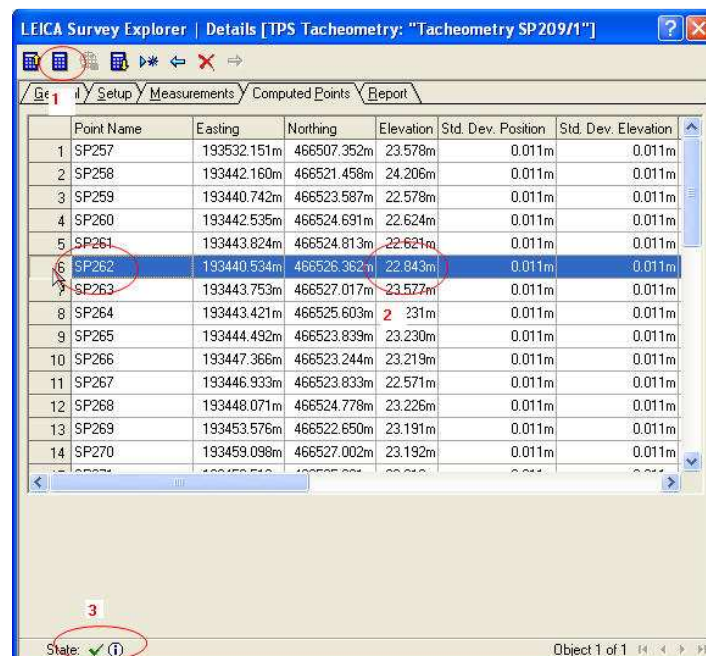 LEICA Survey Explorer | Details [TPS Tacheometry: "Tacheometry SP209/1"]
1
Setup Measurements Computed Points Report
Point Name Easting Northing Elevation Std. Dev. Position Std. Dev. Elevation
1 SP257 193532.151m 466507.352m 23.578m 0.011m 0.011m
2 SP258 193442.160m 466521.458m 24.206m 0.011m 0.011m
3 SP259 193440.742m 466523.587m 22.578m 0.011m 0.011m
4 SP260 193442.535m 466524.691m 22.624m 0.011m 0.011m
5 SP261 193443.824m 466524.813m 22.621m 0.011m 0.011m
6 SP262 193440.534m 466526.362m 22.843m 0.011m 0.011m
7 SP263 193443.753m 466527.017m 23.577m 0.011m 0.011m
8 SP264 193443.421m 466525.603m 2 231m 0.011m 0.011m
9 SP265 193444.492m 466523.839m 23.230m 0.011m 0.011m
10 SP266 193447.366m 466523.244m 23.219m 0.011m 0.011m
11 SP267 193446.933m 466523.833m 22.571m 0.011m 0.011m
12 SP268 193448.071m 466524.778m 23.226m 0.011m 0.011m
13 SP269 193453.576m 466522.650m 23.191m 0.011m 0.011m
14 SP270 193459.098m 466527.002m 23.192m 0.011m 0.011m
3
State: Object 1 of 1